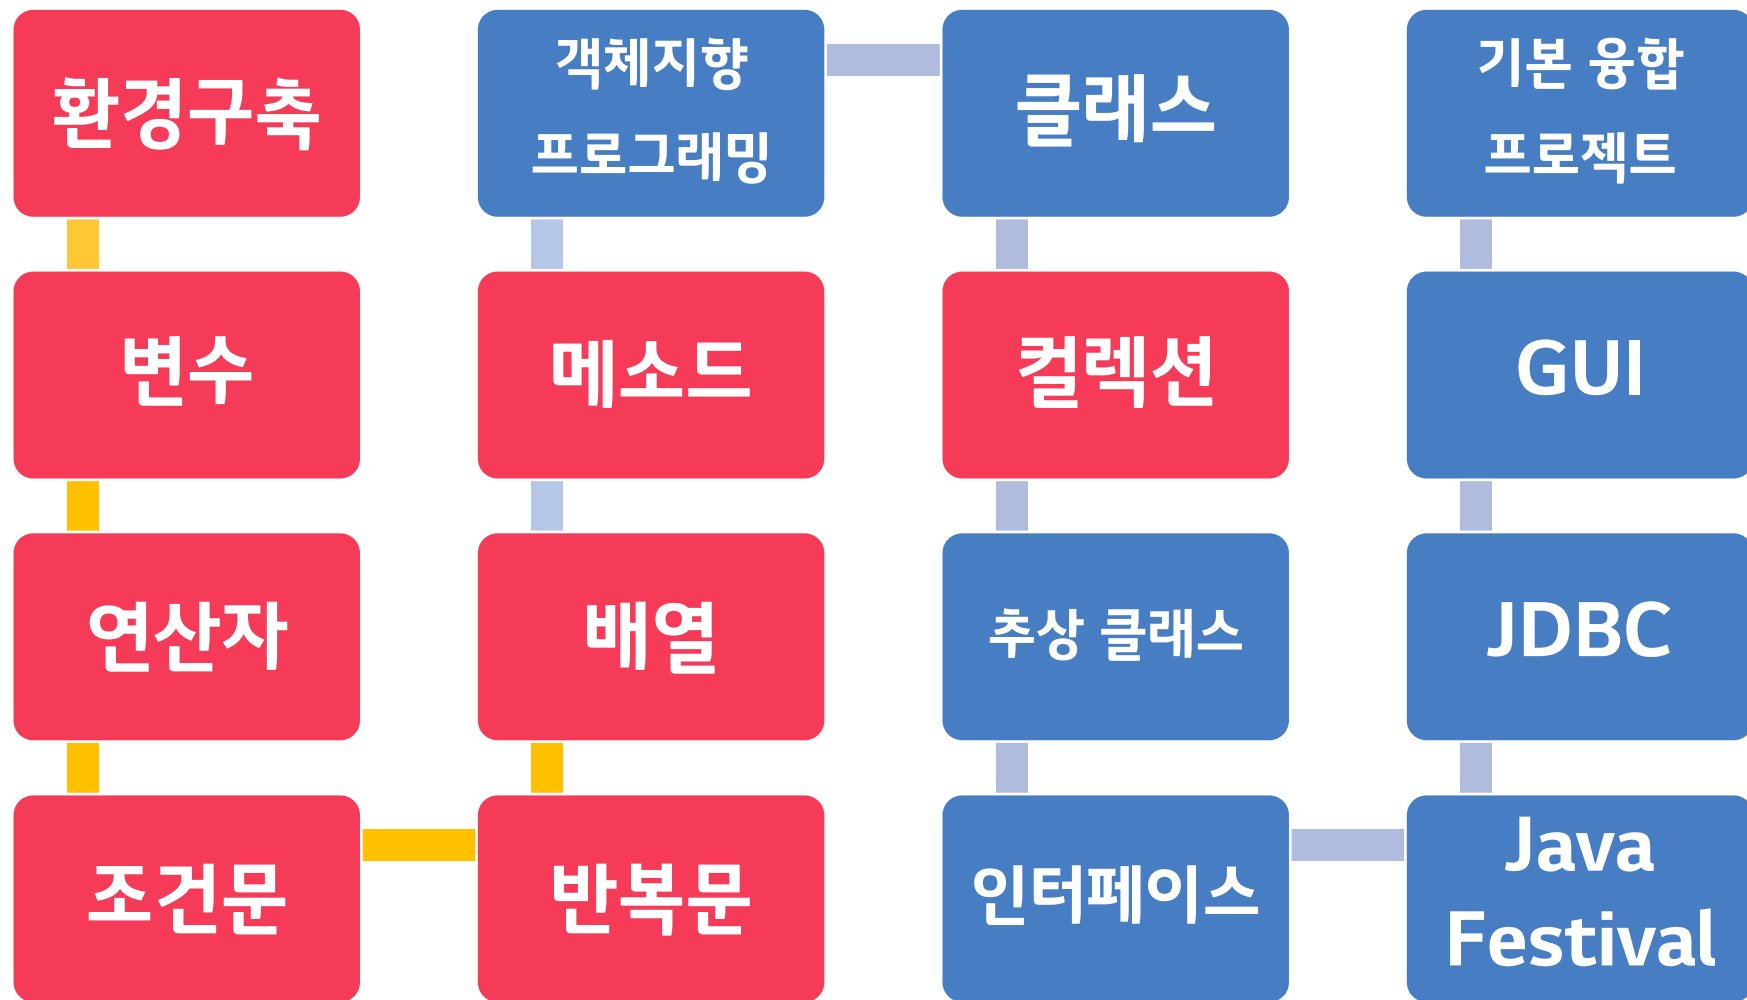 환경구축
변수
연산자
조건문
반복문
배열
메소드
객체지향
프로그래밍
클래스
컬렉션
추상 클래스
인터페이스
Java
Festival
JDBC
GUI
기본 융합
프로젝트